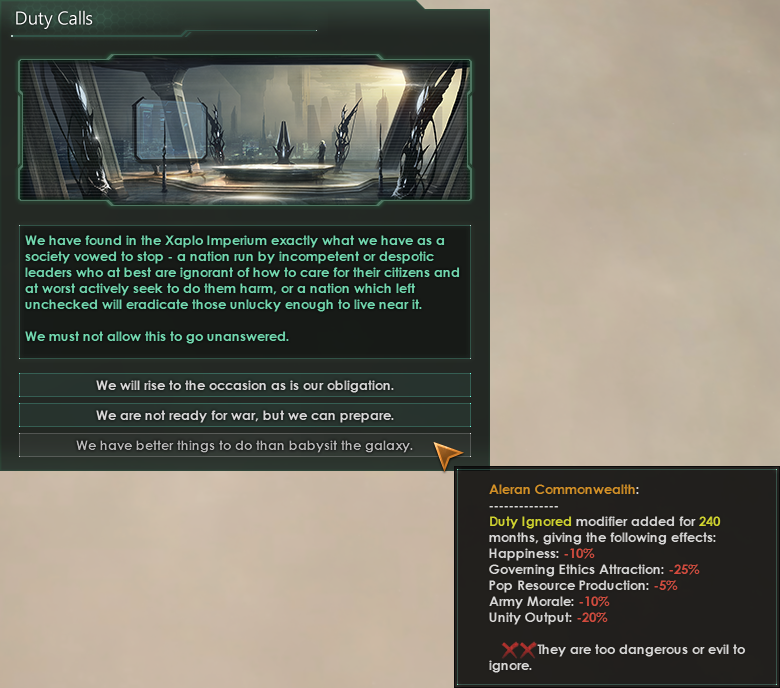 Duty Calls
We have found in the Xaplo Imperium exactly what we have as a
society vowed to stop - a nation run by incompetent or despotic
leaders who at best are ignorant of how to care for their citizens and
at worst actively seek to do them harm, or a nation which left
unchecked will eradicate those unlucky enough to live near it.
We must not allow this to go unanswered.
We will rise to the occasion as is our obligation.
We are not ready for war, but we can prepare.
We have better things to do than babysit the galaxy.
Aleran Commonwealth:
--------------
Duty Ignored modifier added for 240
months, giving the following effects:
Happiness: -10%
Governing Ethics Attraction: -25%
Pop Resource Production: -5%
Army Morale: -10%
Unity Output: -20%
They are too dangerous or evil to
ignore.